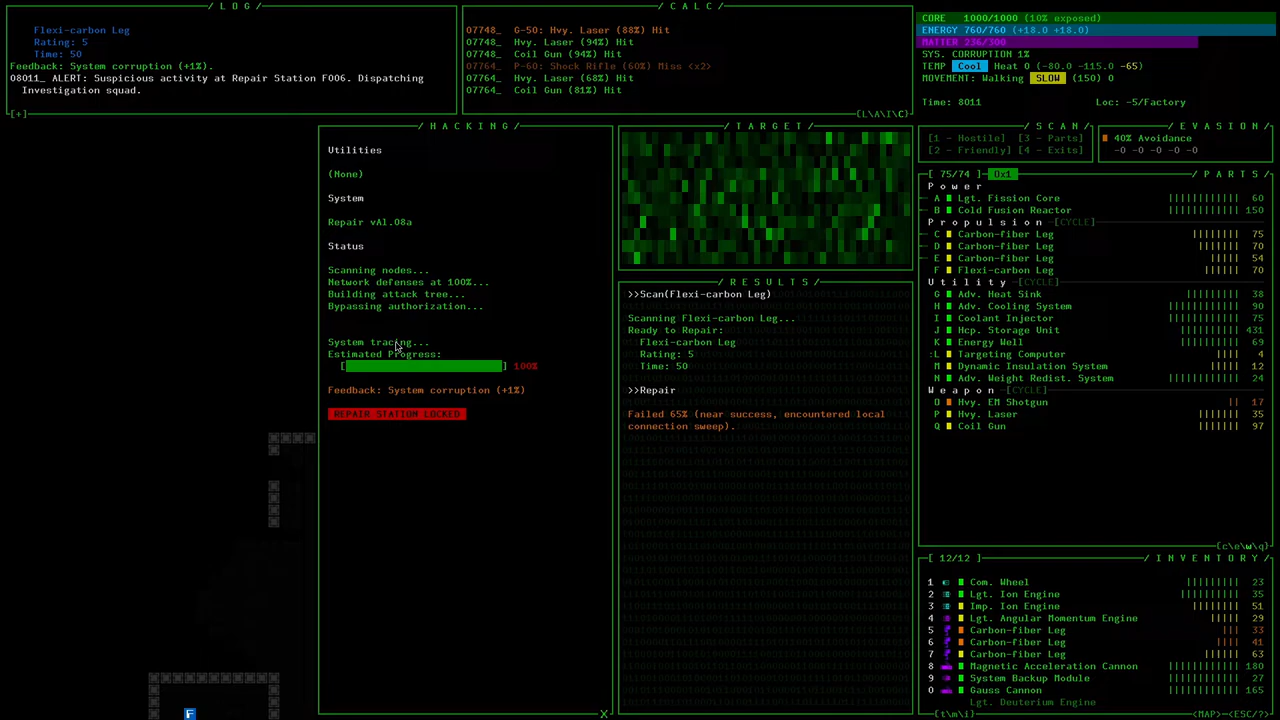 / L O G /
Flexi-carbon Leg
Rating: 5
Time: 50
Feedback: System corruption (+1%).
08011_ ALERT: Suspicious activity at Repair Station F006. Dispatching
Investigation squad.
[+]
/ C A L C /
07748_ G-50: Hvy. Laser (88%) Hit
07748_ Hvy. Laser (94%) Hit
07748_ Coil Gun (94%) Hit
07764_ P-60: Shock Rifle (60%) Miss <x2>
07764_ Hvy. Laser (68%) Hit
07764_ Coil Gun (81%) Hit
[L\A\I\C]
CORE 1000/1000 (10% exposed)
ENERGY 760/760 (+18.0 +18.0)
MATTER 236/300
SYS. CORRUPTION 1%
TEMP Cool Heat 0 (-80.0 -115.0 -65)
MOVEMENT: Walking SLOW (150) 0
Time: 8011 Loc: -5/Factory
/ S C A N /
[1 - Hostile] [3 - Parts]
[2 - Friendly] [4 - Exits]
/ E V A S I O N /
40% Avoidance
-0 -0 -0 -0 -0
/ H A C K I N G /
Utilities
(None)
System
Repair vAl.08a
Status
Scanning nodes...
Network defenses at 100%...
Building attack tree...
Bypassing authorization...
System tracing...
Estimated Progress:
[ ] 100%
Feedback: System corruption (+1%)
REPAIR STATION LOCKED
X
/ T A R G E T /
/ R E S U L T S /
>>Scan(Flexi-carbon Leg)
Scanning Flexi-carbon Leg...
Ready to Repair:
Flexi-carbon Leg
Rating: 5
Time: 50
>>Repair
Failed 65% (near success, encountered local
connection sweep).
[ 75/74 ] 0x1 / P A R T S /
P o w e r
A Lgt. Fission Core 60
B Cold Fusion Reactor 150
P r o p u l s i o n [CYCLE]
C Carbon-fiber Leg 75
D Carbon-fiber Leg 70
E Carbon-fiber Leg 54
F Flexi-carbon Leg 70
U t i l i t y [CYCLE]
G Adv. Heat Sink 38
H Adv. Cooling System 90
I Coolant Injector 75
J Hcp. Storage Unit 431
K Energy Well 69
:L Targeting Computer 4
M Dynamic Insulation System 12
N Adv. Weight Redist. System 24
W e a p o n [CYCLE]
O Hvy. EM Shotgun 17
P Hvy. Laser 35
Q Coil Gun 97
[c\e\w\q]
[ 12/12 ] / I N V E N T O R Y /
1 Com. Wheel 23
2 Lgt. Ion Engine 35
3 Imp. Ion Engine 51
4 Lgt. Angular Momentum Engine 29
5 Carbon-fiber Leg 33
6 Carbon-fiber Leg 41
7 Carbon-fiber Leg 63
8 Magnetic Acceleration Cannon 180
9 System Backup Module 27
0 Gauss Cannon 165
Lgt. Deuterium Engine
[t\m\i] <MAP>-<ESC/?>
F